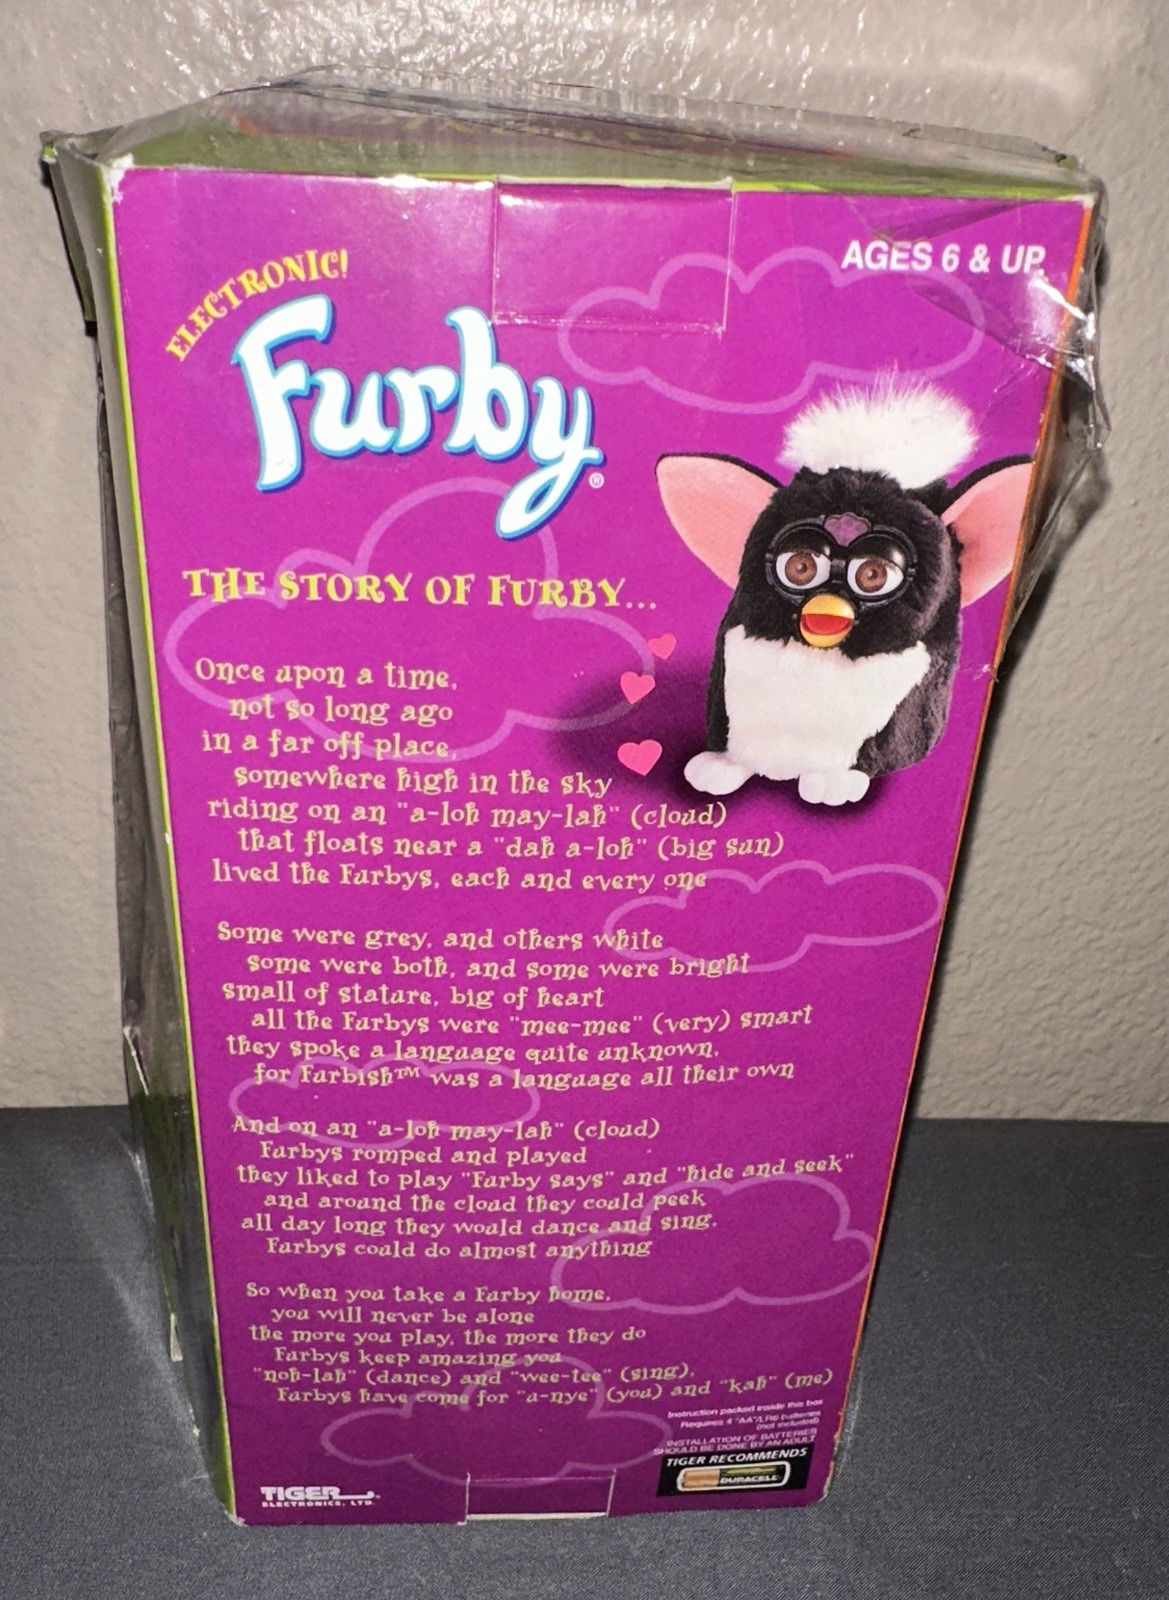 ELECTRONIC!
Furby®
AGES 6 & UP
THE STORY OF FURBY...
Once upon a time,
not so long ago
in a far off place,
somewhere high in the sky
riding on an "a-loh may-lah" (cloud)
that floats near a "dah a-loh" (big sun)
lived the Furbys, each and every one
Some were grey, and others white
some were both, and some were bright
small of stature, big of heart
all the Furbys were "mee-mee" (very) smart
they spoke a language quite unknown,
for Furbish™ was a language all their own
And on an "a-loh may-lah" (cloud)
Furbys romped and played
they liked to play "Furby says" and "hide and seek"
and around the cloud they could peek
all day long they would dance and sing,
Furbys could do almost anything
So when you take a Furby home,
you will never be alone
the more you play, the more they do
Furbys keep amazing you
"noh-lah" (dance) and "wee-tee" (sing),
Furbys have come for "a-nye" (you) and "kah" (me)
Instruction packed inside this box
Requires 4 "AA"/LR6 batteries
(not included)
INSTALLATION OF BATTERIES
SHOULD BE DONE BY AN ADULT
TIGER RECOMMENDS
DURACELL
TIGER
ELECTRONICS, LTD.